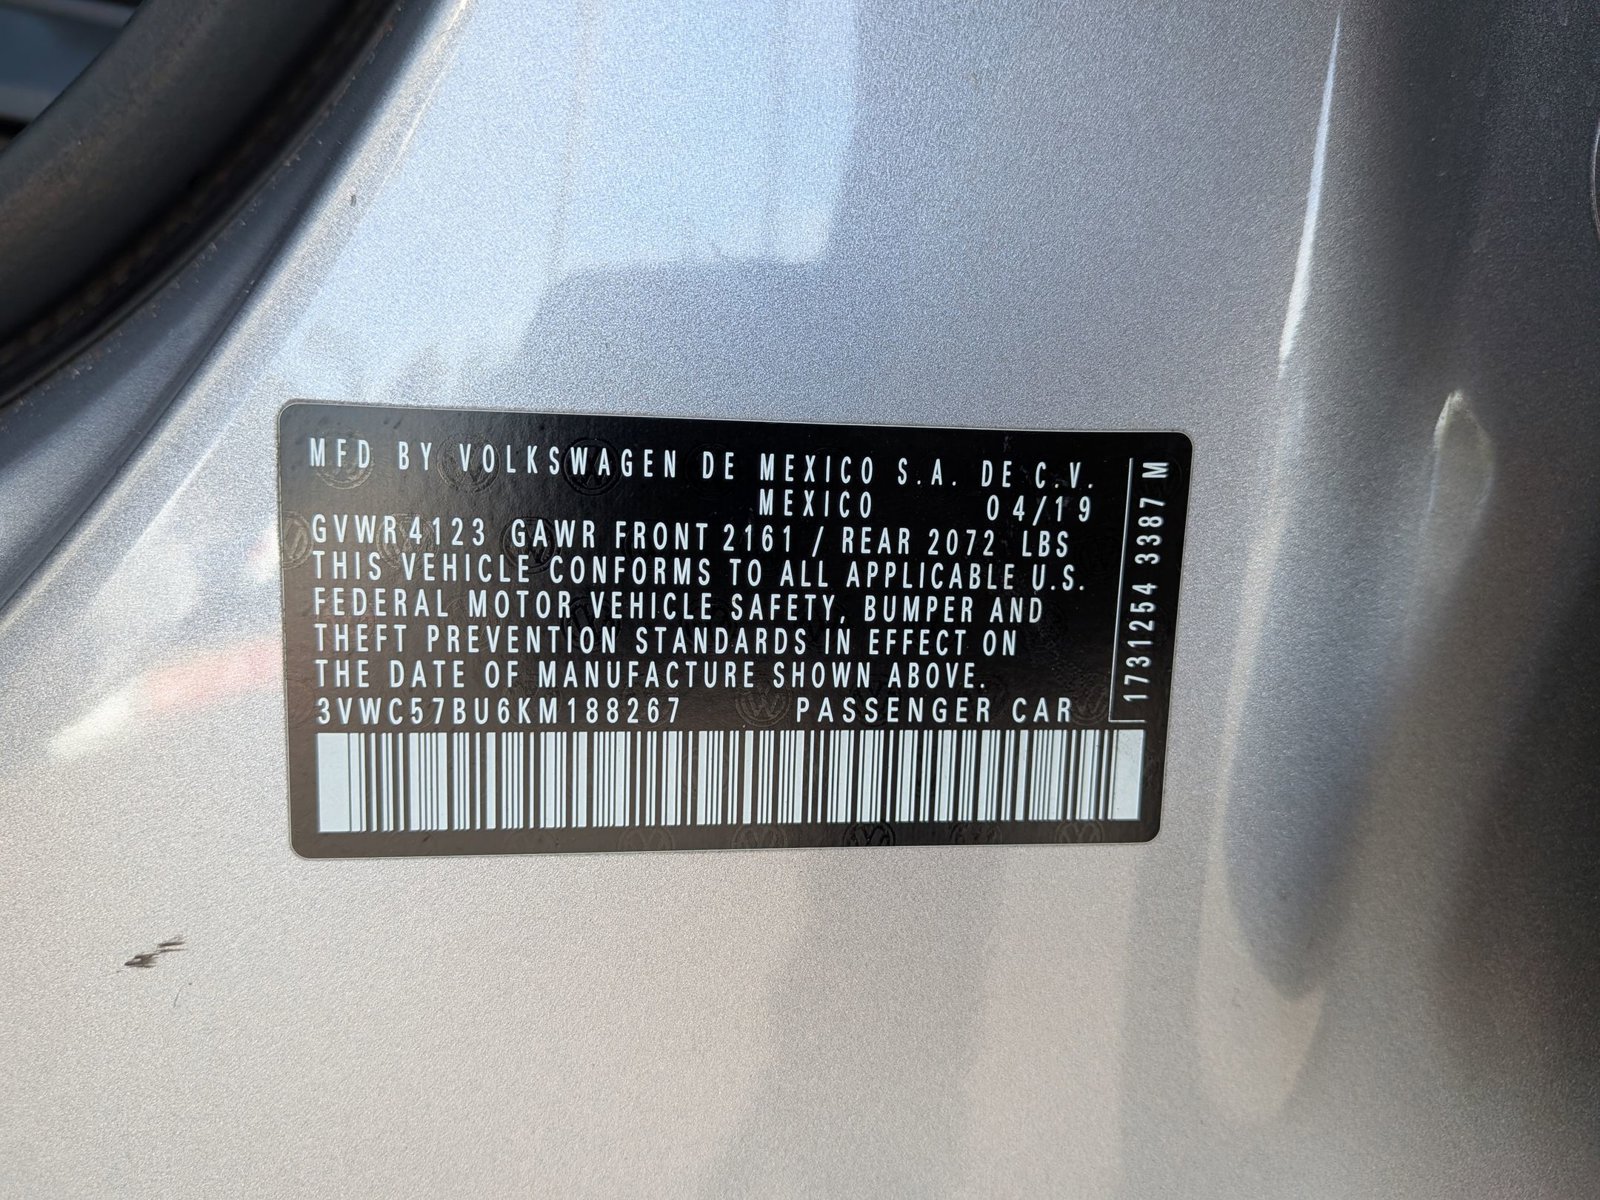 MFD BY VOLKSWAGEN DE MEXICO S.A. DE C.V.
MEXICO 04/19
GVWR 4123 GAWR FRONT 2161 / REAR 2072 LBS
THIS VEHICLE CONFORMS TO ALL APPLICABLE U.S.
FEDERAL MOTOR VEHICLE SAFETY, BUMPER AND
THEFT PREVENTION STANDARDS IN EFFECT ON
THE DATE OF MANUFACTURE SHOWN ABOVE.
3VWC57BU6KM188267 PASSENGER CAR
1731254 3387 M